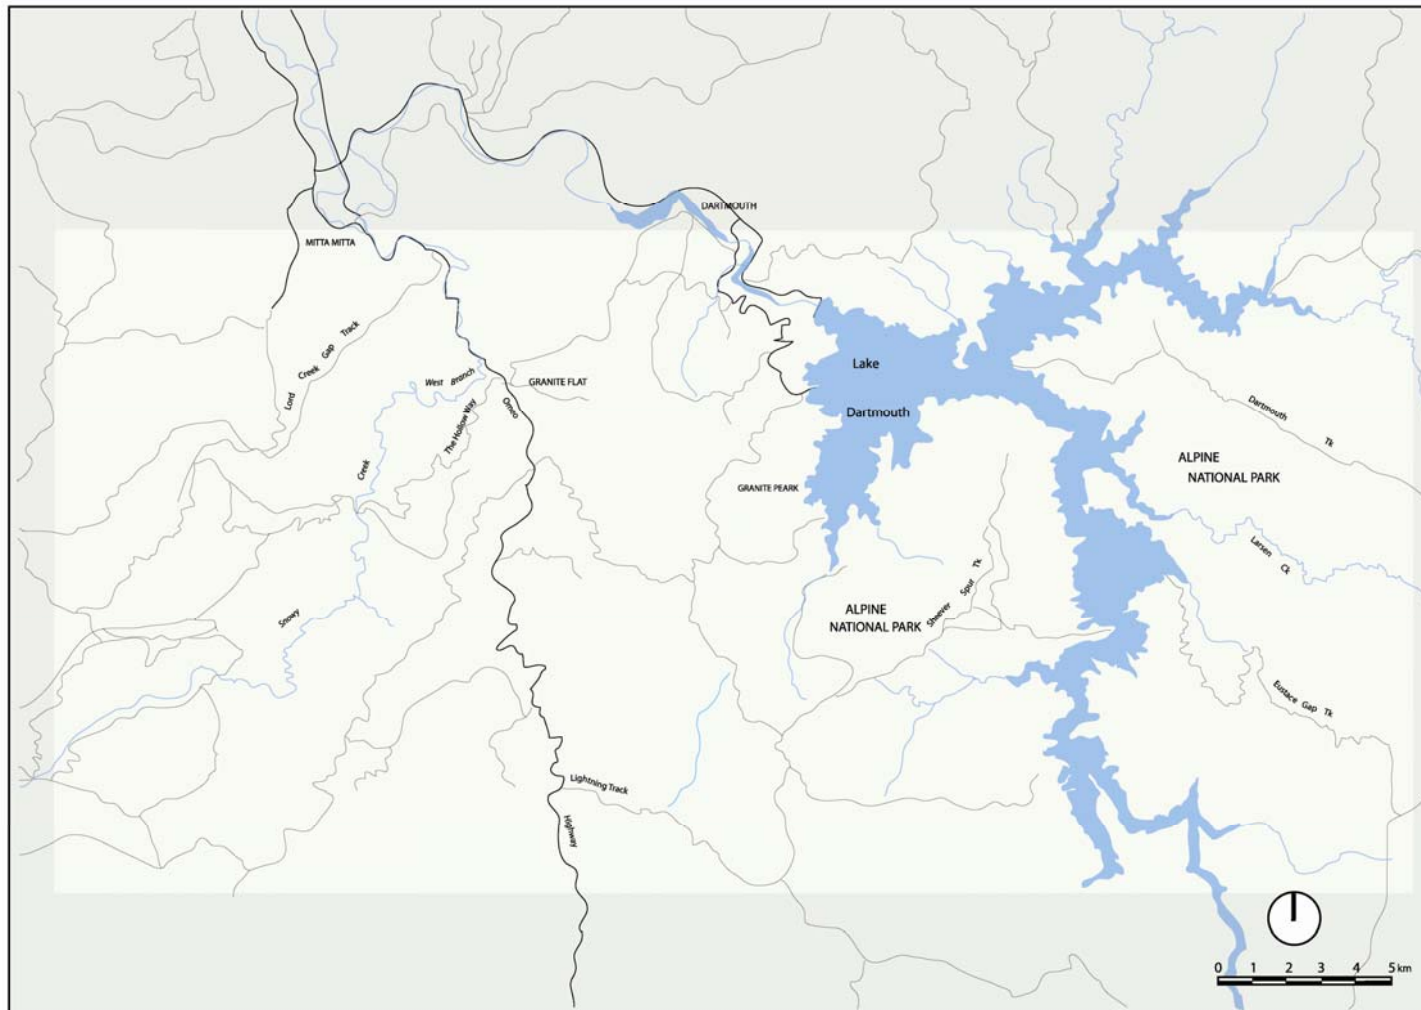 DARTMOUTH
MITTA MITTA
Lord Creek Gap Track
West Branch
GRANITE FLAT
Omeo
The Hollow Way
Creek
Lake
Dartmouth
Dartmouth Tk
ALPINE
NATIONAL PARK
GRANITE PEARK
Larsen Ck
Snowy
ALPINE
NATIONAL PARK
Sheever Spur Tk
Eustace Gap Tk
Lightning Track
Highway
0 1 2 3 4 5 km